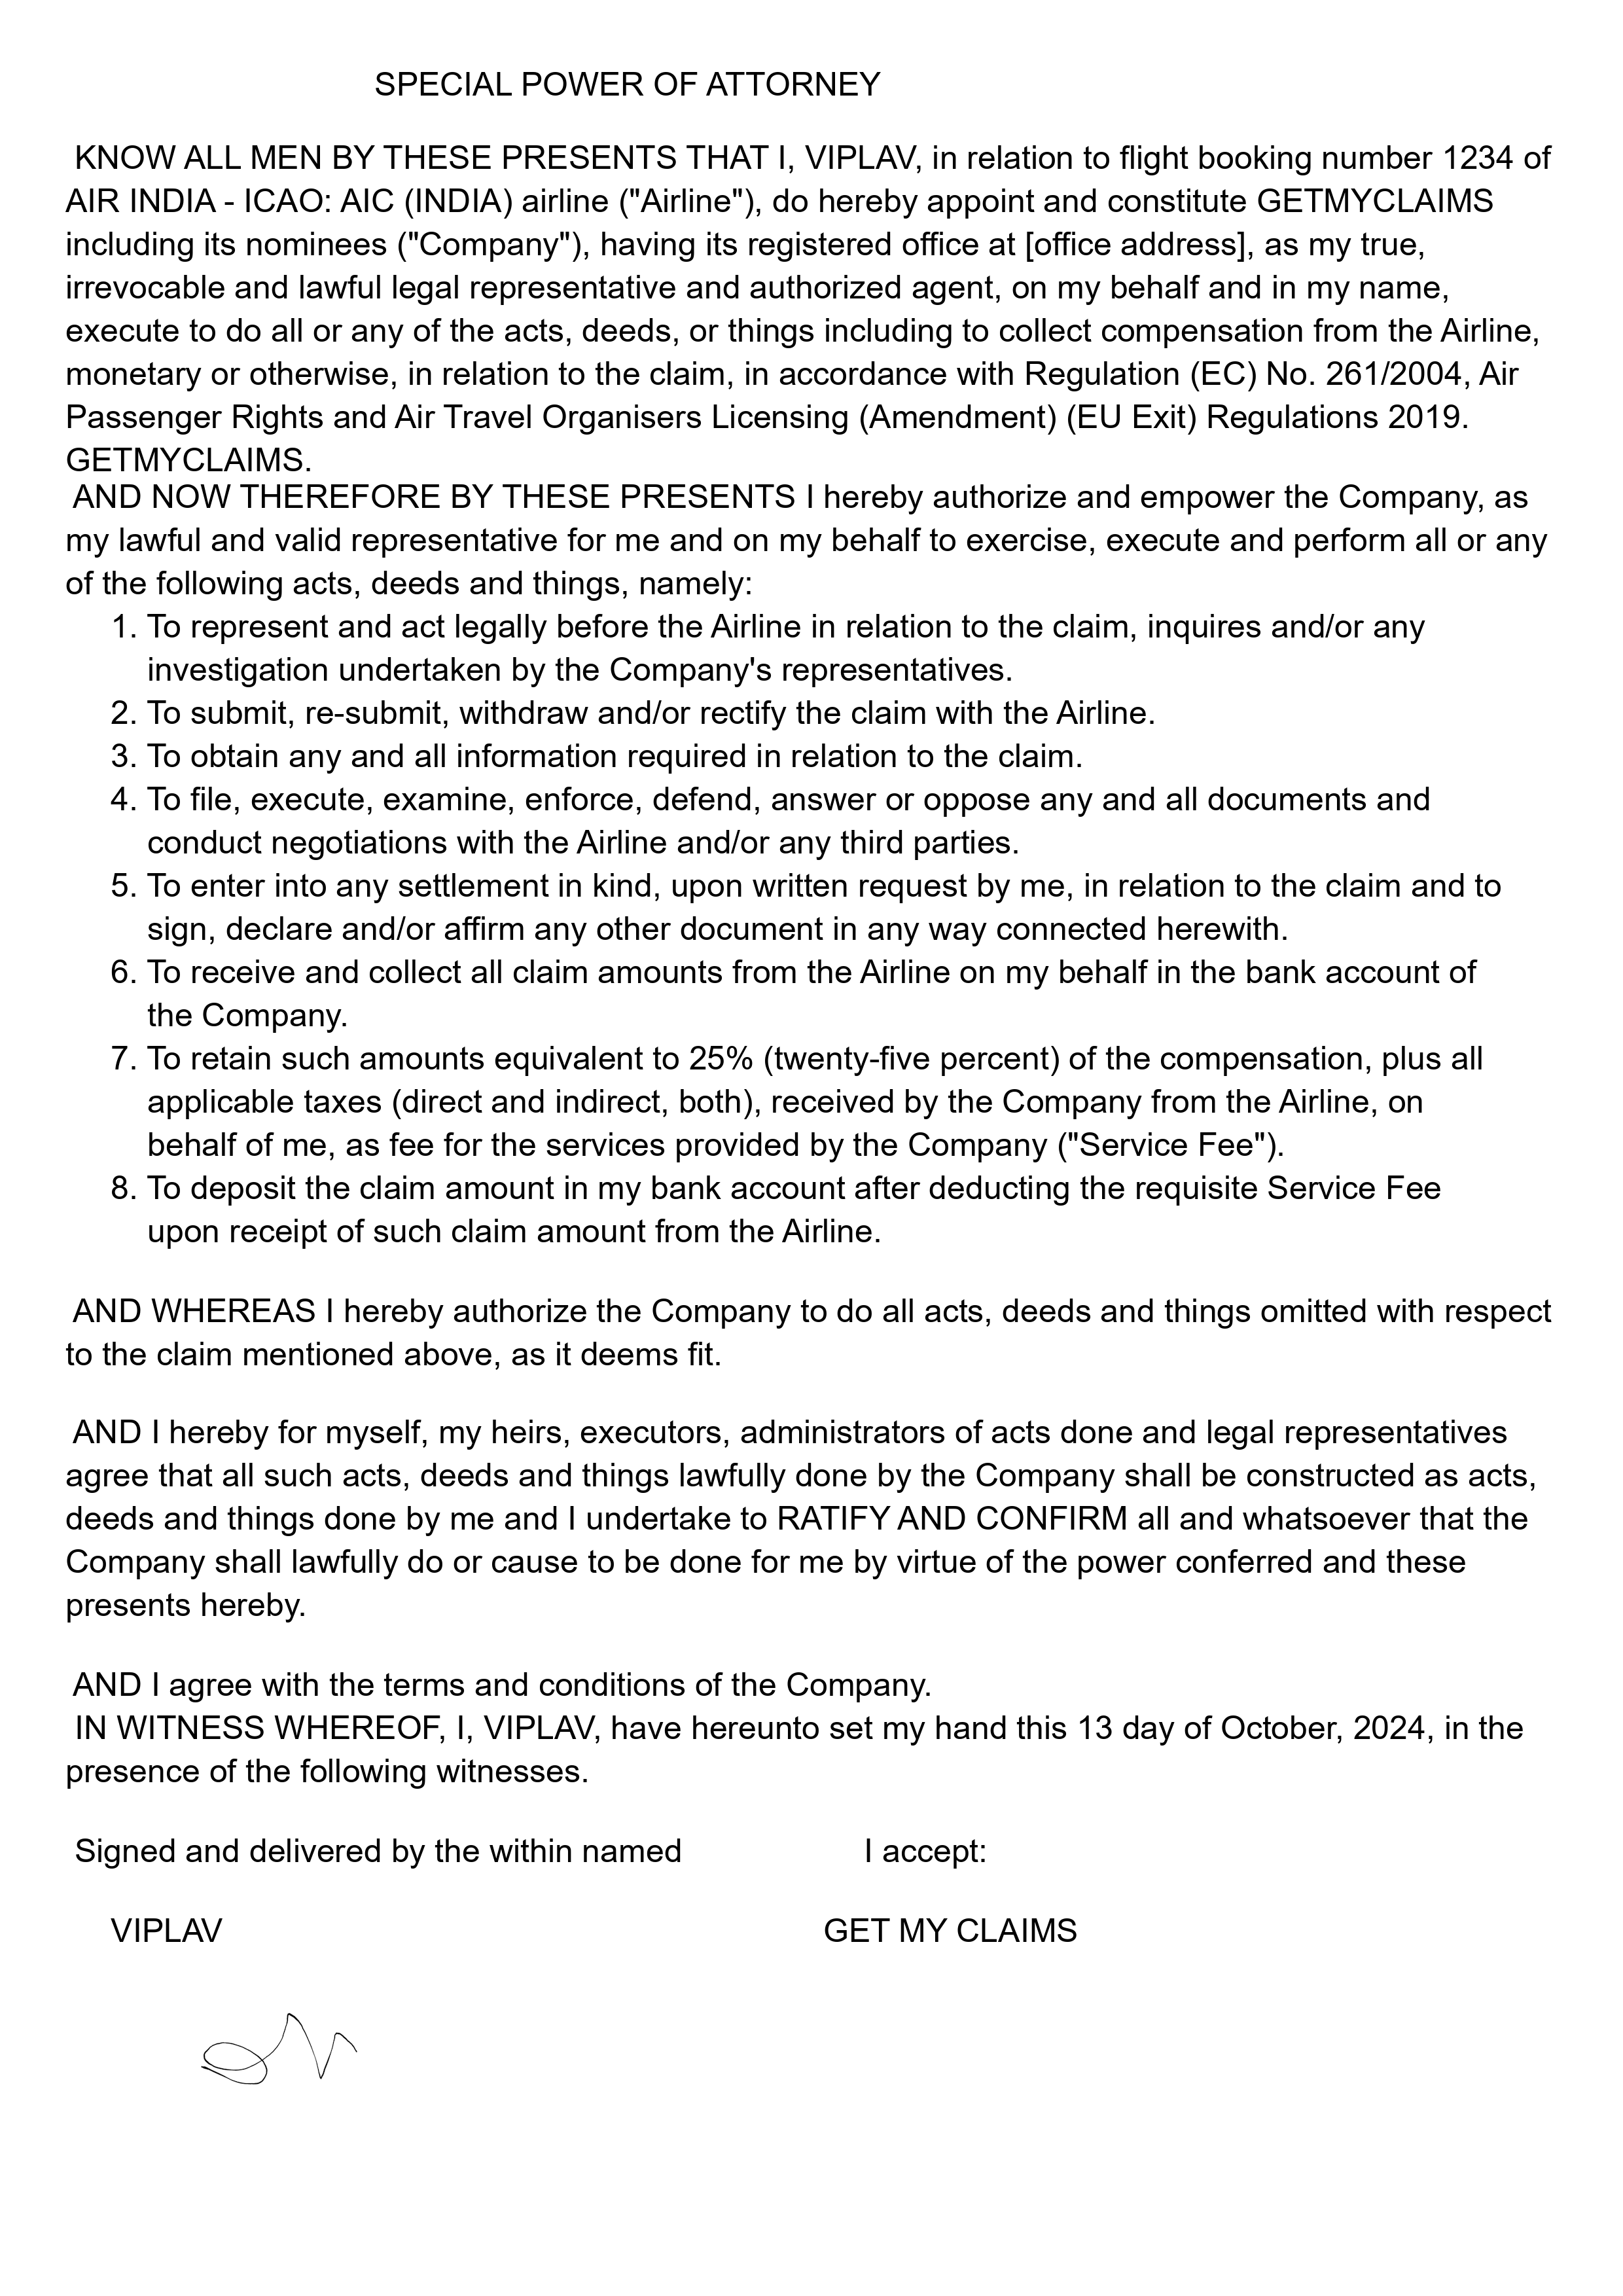 SPECIAL POWER OF ATTORNEY
KNOW ALL MEN BY THESE PRESENTS THAT I, VIPLAV, in relation to flight booking number 1234 of
AIR INDIA - ICAO: AIC (INDIA) airline ("Airline"), do hereby appoint and constitute GETMYCLAIMS
including its nominees ("Company"), having its registered office at [office address], as my true,
irrevocable and lawful legal representative and authorized agent, on my behalf and in my name,
execute to do all or any of the acts, deeds, or things including to collect compensation from the Airline,
monetary or otherwise, in relation to the claim, in accordance with Regulation (EC) No. 261/2004, Air
Passenger Rights and Air Travel Organisers Licensing (Amendment) (EU Exit) Regulations 2019.
GETMYCLAIMS.
AND NOW THEREFORE BY THESE PRESENTS I hereby authorize and empower the Company, as
my lawful and valid representative for me and on my behalf to exercise, execute and perform all or any
of the following acts, deeds and things, namely:
1. To represent and act legally before the Airline in relation to the claim, inquires and/or any
investigation undertaken by the Company's representatives.
2. To submit, re-submit, withdraw and/or rectify the claim with the Airline.
3. To obtain any and all information required in relation to the claim.
4. To file, execute, examine, enforce, defend, answer or oppose any and all documents and
conduct negotiations with the Airline and/or any third parties.
5. To enter into any settlement in kind, upon written request by me, in relation to the claim and to
sign, declare and/or affirm any other document in any way connected herewith.
6. To receive and collect all claim amounts from the Airline on my behalf in the bank account of
the Company.
7. To retain such amounts equivalent to 25% (twenty-five percent) of the compensation, plus all
applicable taxes (direct and indirect, both), received by the Company from the Airline, on
behalf of me, as fee for the services provided by the Company ("Service Fee").
8. To deposit the claim amount in my bank account after deducting the requisite Service Fee
upon receipt of such claim amount from the Airline.
AND WHEREAS I hereby authorize the Company to do all acts, deeds and things omitted with respect
to the claim mentioned above, as it deems fit.
AND I hereby for myself, my heirs, executors, administrators of acts done and legal representatives
agree that all such acts, deeds and things lawfully done by the Company shall be constructed as acts,
deeds and things done by me and I undertake to RATIFY AND CONFIRM all and whatsoever that the
Company shall lawfully do or cause to be done for me by virtue of the power conferred and these
presents hereby.
AND I agree with the terms and conditions of the Company.
IN WITNESS WHEREOF, I, VIPLAV, have hereunto set my hand this 13 day of October, 2024, in the
presence of the following witnesses.
Signed and delivered by the within named I accept:
VIPLAV GET MY CLAIMS